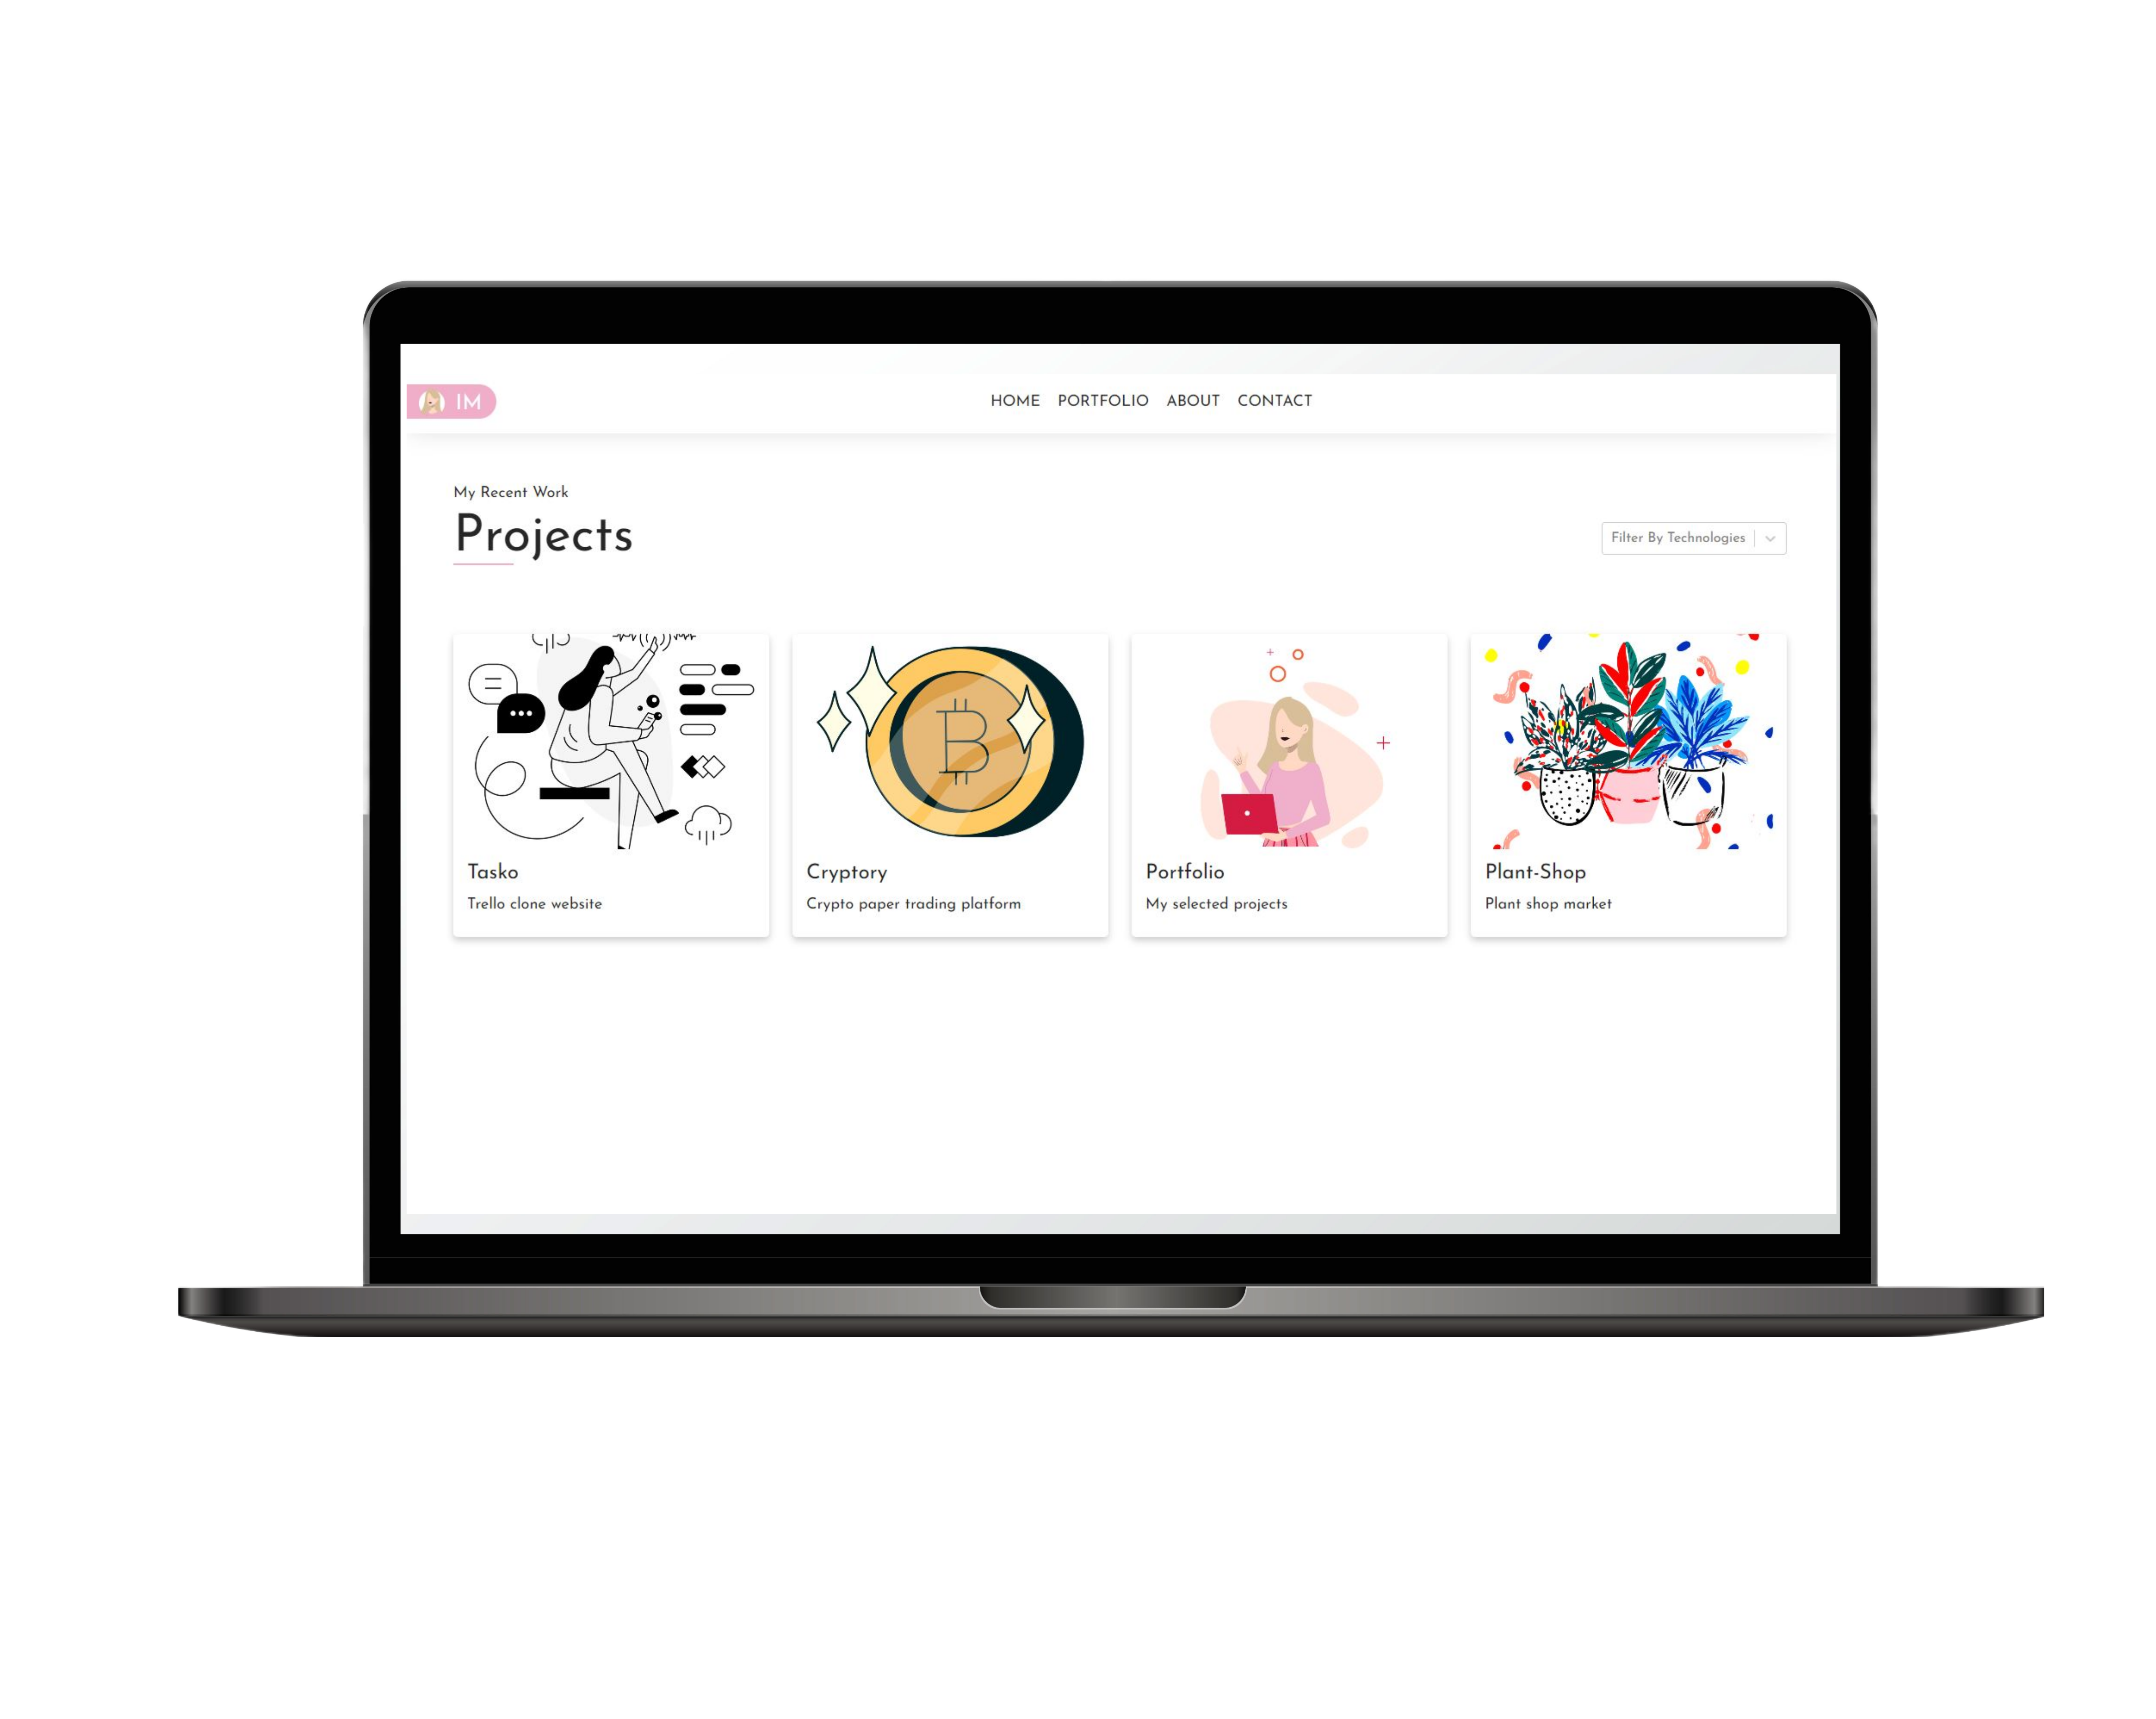 IM
HOME PORTFOLIO ABOUT CONTACT
My Recent Work
Projects
Filter By Technologies
B
Tasko
Trello clone website
Cryptory
Crypto paper trading platform
Portfolio
My selected projects
Plant-Shop
Plant shop market